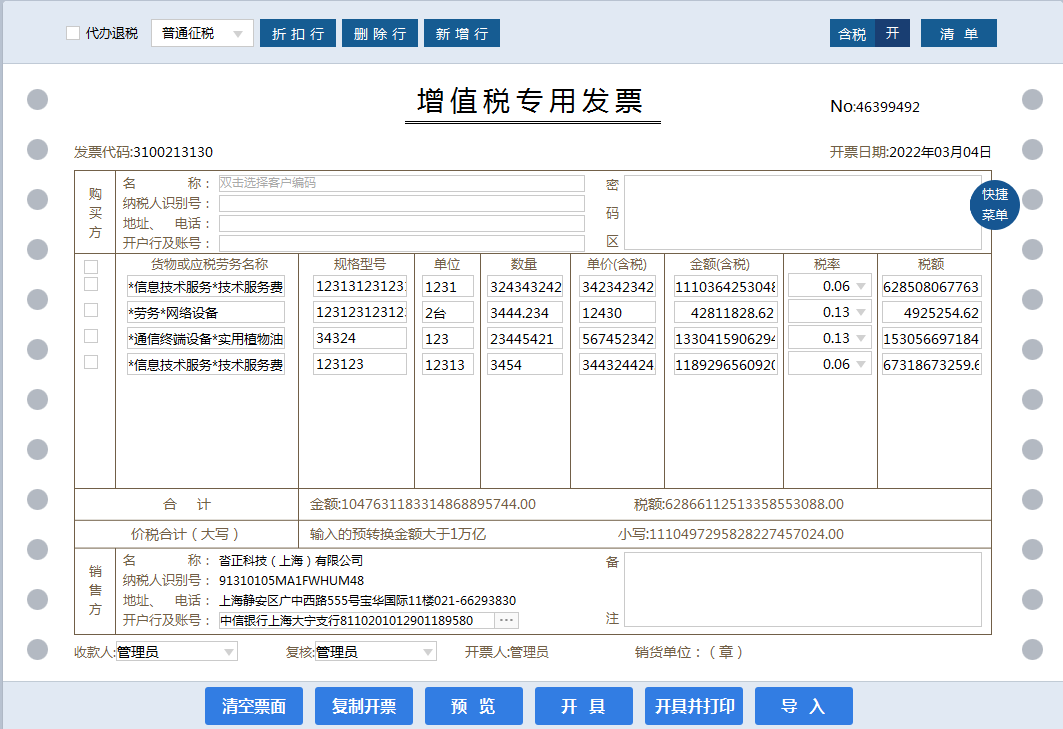 代办退税 普通征税 折扣行 删除行 新增行 含税 开 清单
增值税专用发票
No:46399492
发票代码:3100213130
开票日期:2022年03月04日
购买方
名 称： 双击选择客户编码
纳税人识别号：
地址、 电话：
开户行及账号：
密码区
快捷菜单
货物或应税劳务名称 规格型号 单位 数量 单价(含税) 金额(含税) 税率 税额
*信息技术服务*技术服务费 12313123123 1231 324343242 342342342 1110364253048 0.06 628508067763
*劳务*网络设备 123123123123 2台 3444.234 12430 42811828.62 0.13 4925254.62
*通信终端设备*实用植物油 34324 123 23445421 567452342 1330415906294 0.13 153056697184
*信息技术服务*技术服务费 123123 12313 3454 344324424 1189296560920 0.06 67318673259.6
合 计 金额:1047631183314868895744.00 税额:62866112513358553088.00
价税合计（大写） 输入的预转换金额大于1万亿 小写:1110497295828227457024.00
销售方
名 称： 沓正科技（上海）有限公司
纳税人识别号： 91310105MA1FWHUM48
地址、 电话： 上海静安区广中西路555号宝华国际11楼021-66293830
开户行及账号： 中信银行上海大宁支行8110201012901189580 ...
备注
收款人:管理员 复核:管理员 开票人:管理员 销货单位：（章）
清空票面 复制开票 预览 开具 开具并打印 导入